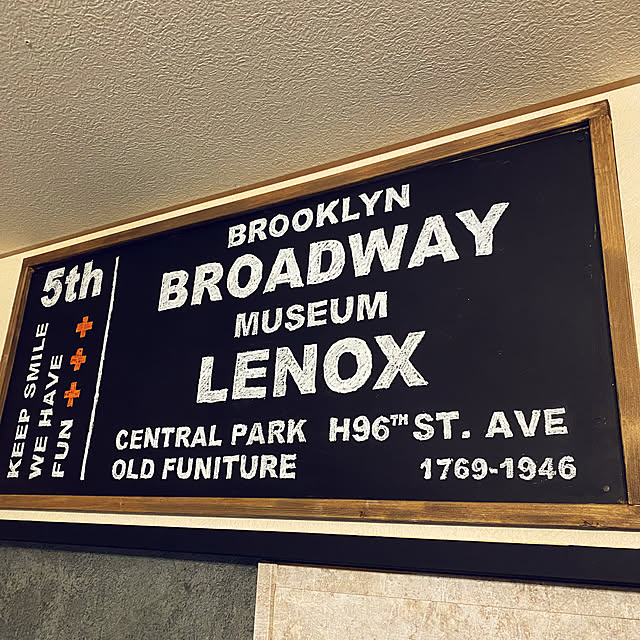 5th
KEEP SMILE
WE HAVE
FUN +++
BROOKLYN
BROADWAY
MUSEUM
LENOX
CENTRAL PARK H96TH ST. AVE
OLD FUNITURE 1769-1946